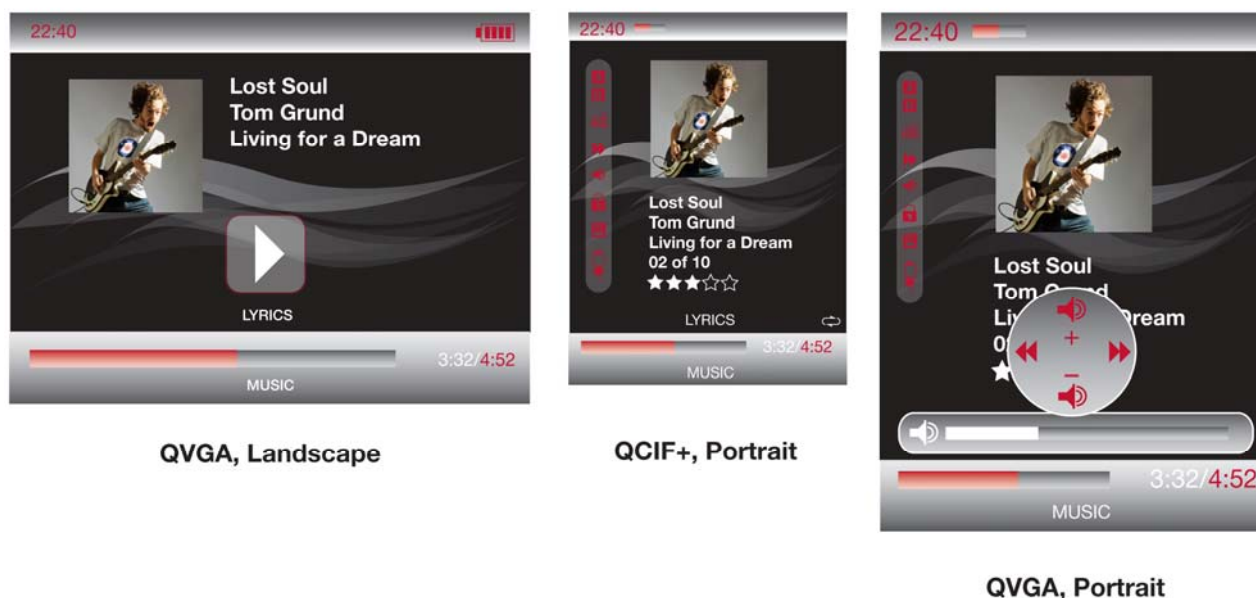 22:40
Lost Soul
Tom Grund
Living for a Dream
LYRICS
3:32/4:52
MUSIC
QVGA, Landscape
22:40
Lost Soul
Tom Grund
Living for a Dream
02 of 10
LYRICS
3:32/4:52
MUSIC
QCIF+, Portrait
22:40
Lost Soul
Tom
Dream
3:32/4:52
MUSIC
QVGA, Portrait